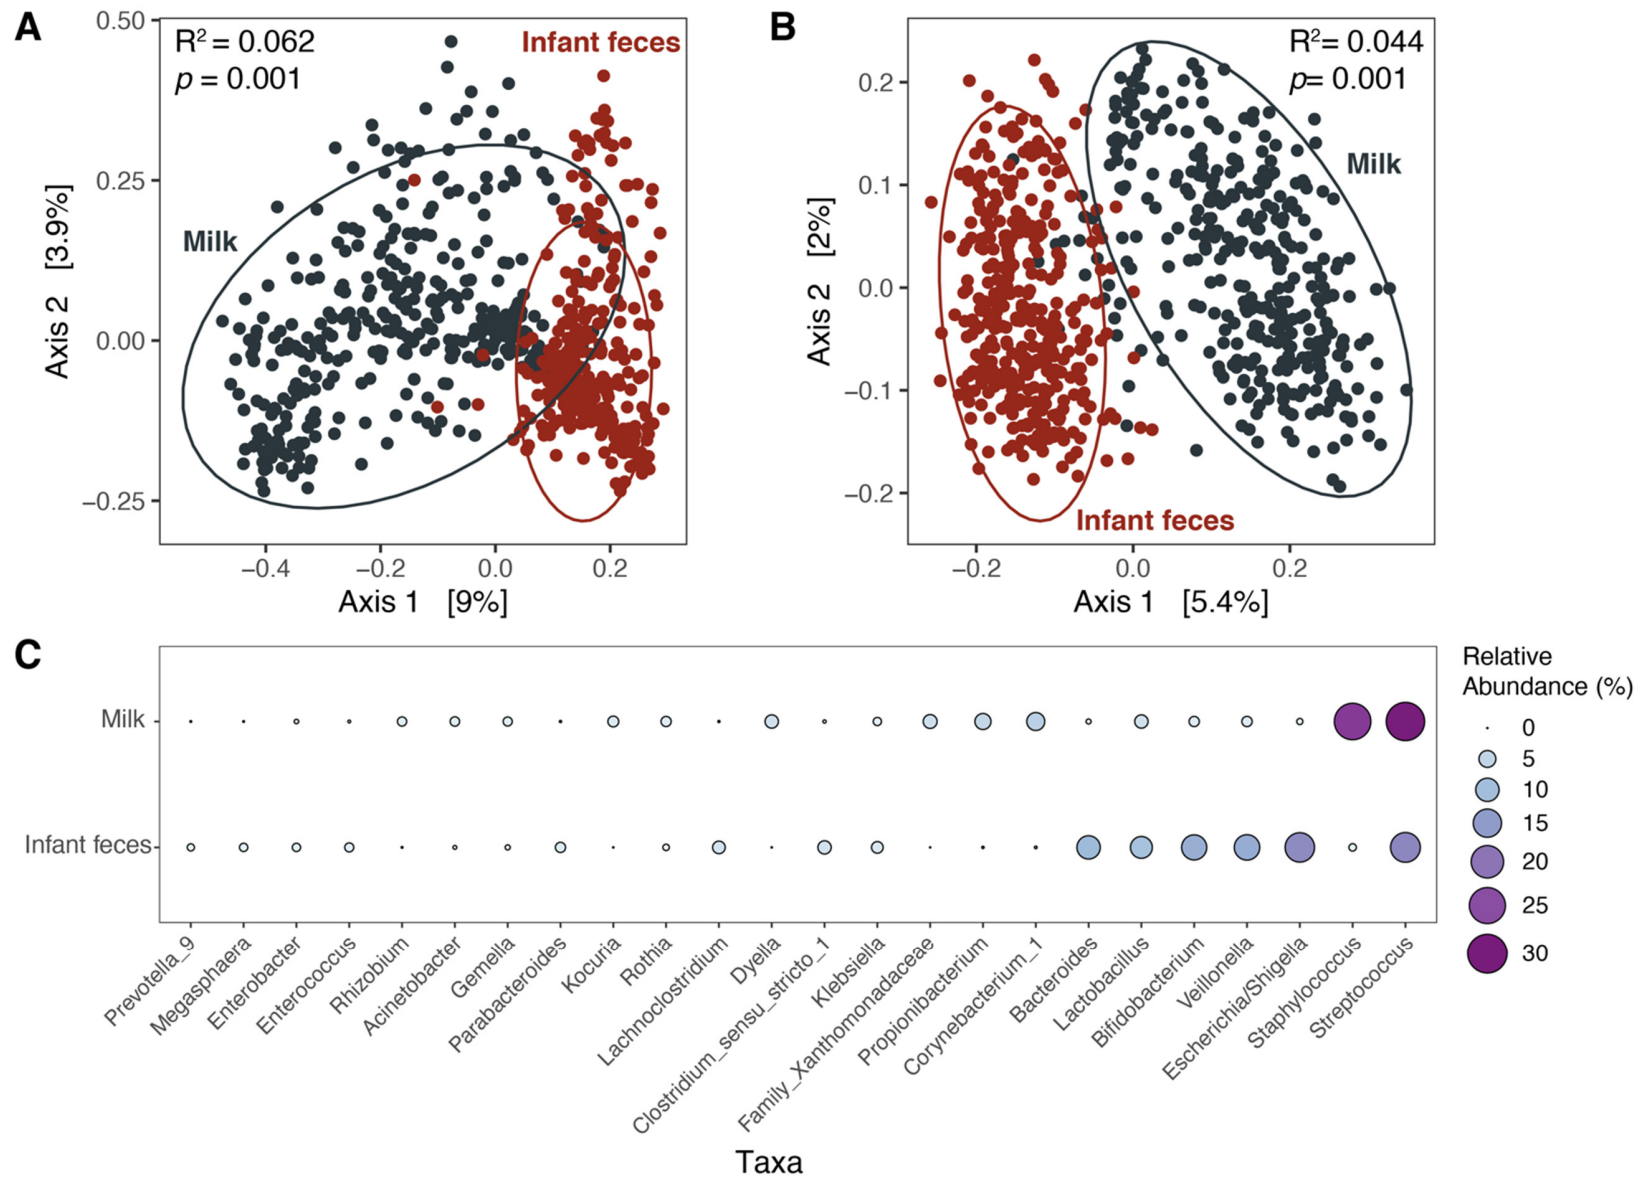 A
R² = 0.062
p = 0.001
Infant feces
Milk
0.50
0.25
0.00
−0.25
Axis 2 [3.9%]
−0.4
−0.2
0.0
0.2
Axis 1 [9%]
B
R²= 0.044
p= 0.001
Milk
Infant feces
0.2
0.1
0.0
−0.1
−0.2
Axis 2 [2%]
−0.2
0.0
0.2
Axis 1 [5.4%]
C
Milk
Infant feces
Prevotella_9
Megasphaera
Enterobacter
Enterococcus
Rhizobium
Acinetobacter
Gemella
Parabacteroides
Kocuria
Rothia
Lachnoclostridium
Dyella
Clostridium_sensu_stricto_1
Klebsiella
Family_Xanthomonadaceae
Propionibacterium
Corynebacterium_1
Bacteroides
Lactobacillus
Bifidobacterium
Veillonella
Escherichia/Shigella
Staphylococcus
Streptococcus
Taxa
Relative
Abundance (%)
0
5
10
15
20
25
30